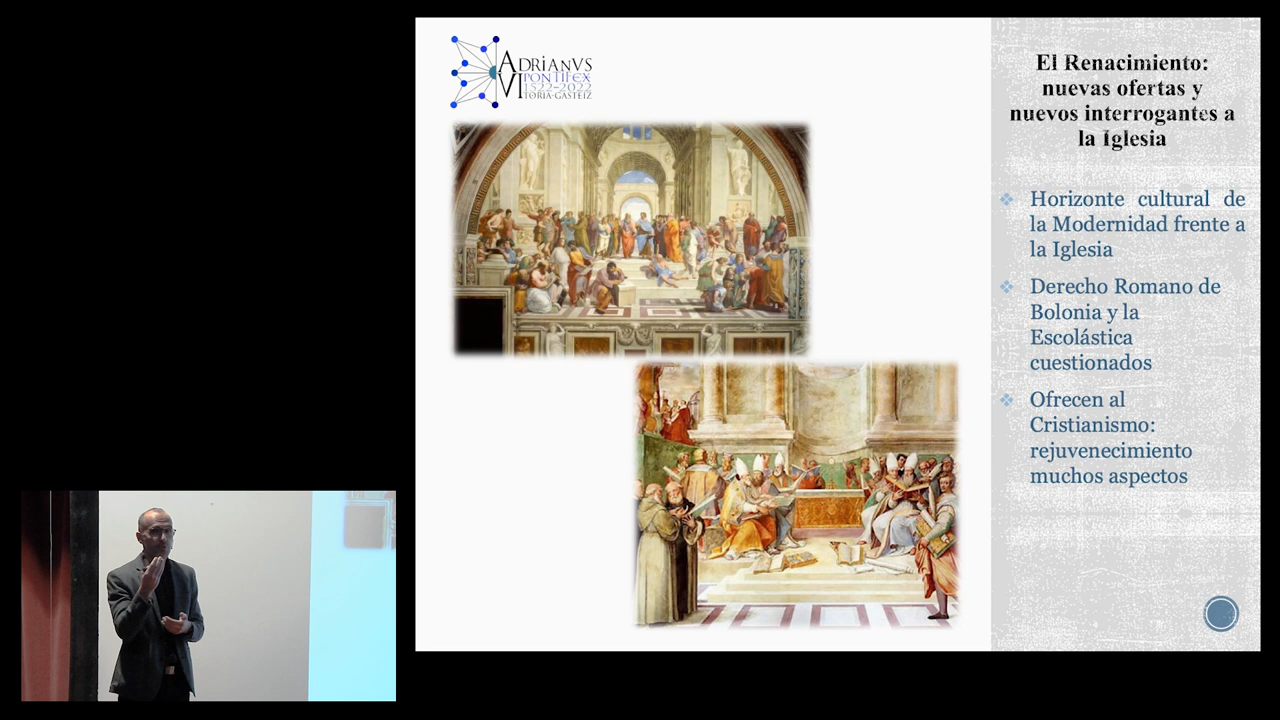 ADRIANVS
VI PONTIFEX
1522-2022
VITORIA-GASTEIZ
El Renacimiento:
nuevas ofertas y
nuevos interrogantes a
la Iglesia
Horizonte cultural de
la Modernidad frente a
la Iglesia
Derecho Romano de
Bolonia y la
Escolástica
cuestionados
Ofrecen al
Cristianismo:
rejuvenecimiento
muchos aspectos